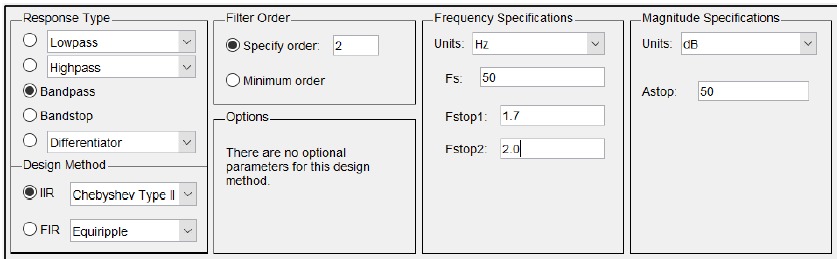 Response Type
Lowpass
Highpass
Bandpass
Bandstop
Differentiator
Design Method
IIR Chebyshev Type II
FIR Equiripple
Filter Order
Specify order: 2
Minimum order
Options
There are no optional
parameters for this design
method.
Frequency Specifications
Units: Hz
Fs: 50
Fstop1: 1.7
Fstop2: 2.0
Magnitude Specifications
Units: dB
Astop: 50